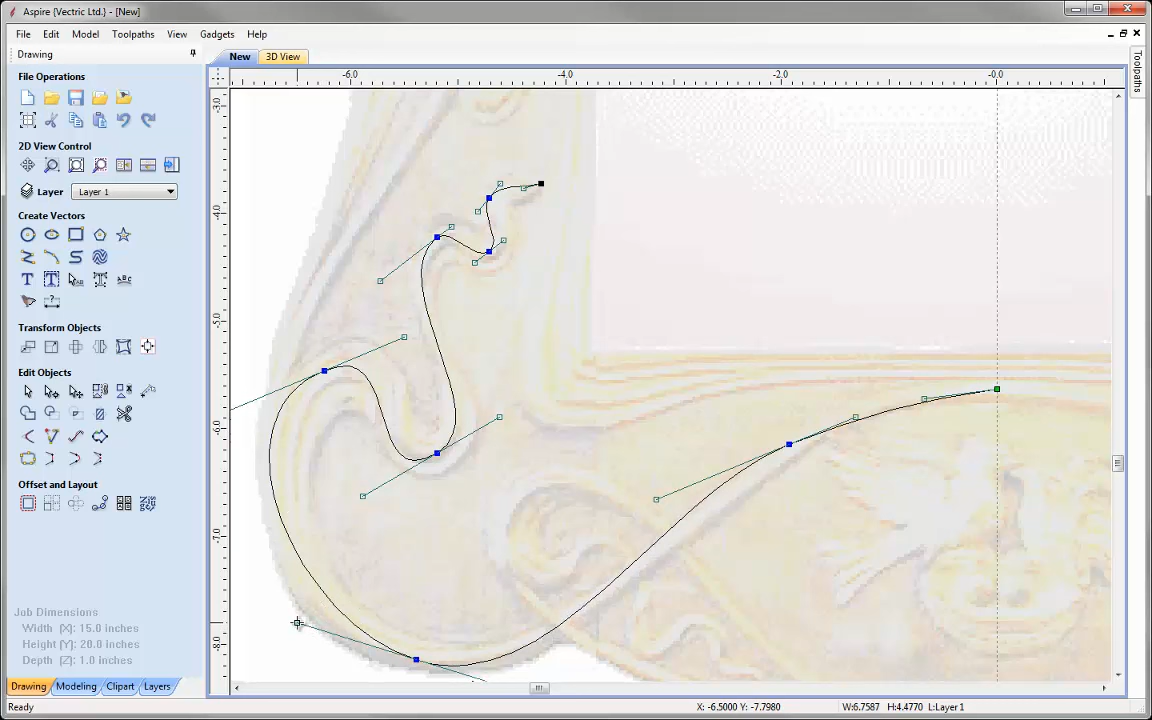 Aspire {Vectric Ltd.} - [New]
File Edit Model Toolpaths View Gadgets Help
Drawing
New 3D View
Toolpaths
File Operations
2D View Control
Layer Layer 1
Create Vectors
Transform Objects
Edit Objects
Offset and Layout
Job Dimensions
Width (X): 15.0 inches
Height (Y): 20.0 inches
Depth (Z): 1.0 inches
-6.0 -4.0 -2.0 -0.0
-3.0
-4.0
-5.0
-6.0
-7.0
-8.0
Drawing Modeling Clipart Layers
Ready X: -6.5000 Y: -7.7980 W:6.7587 H:4.4770 L:Layer 1